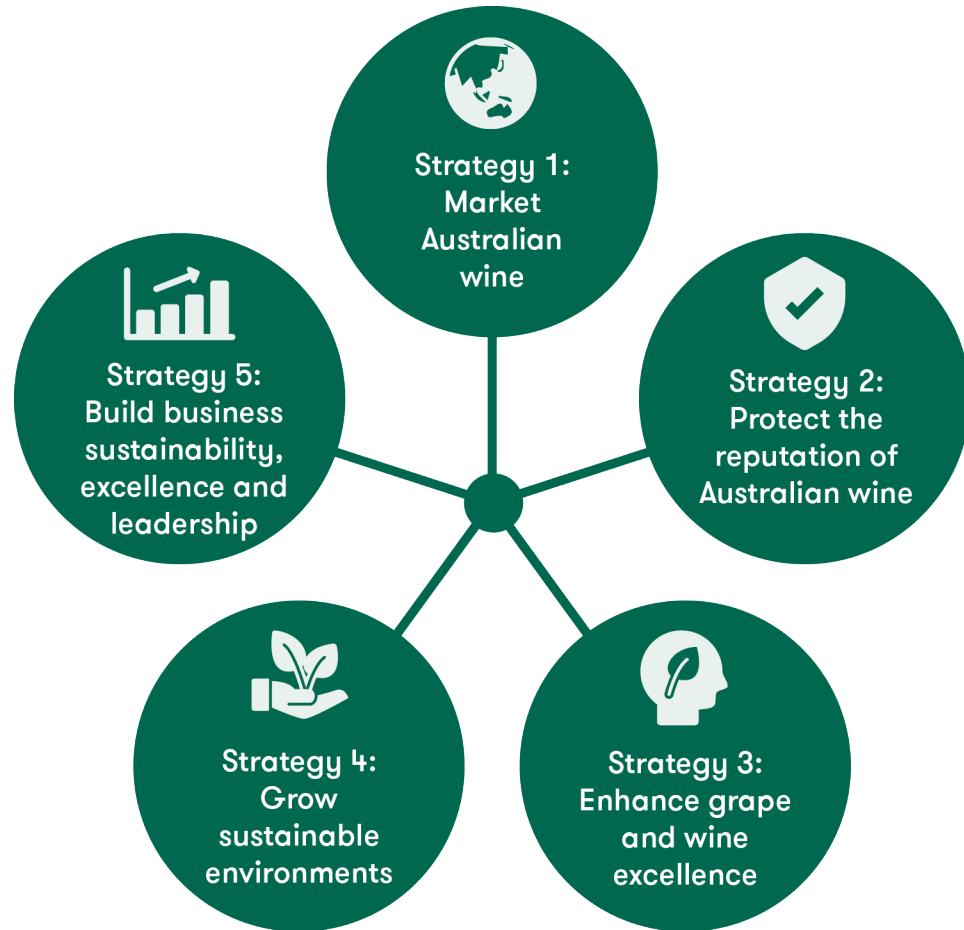 Strategy 1:
Market
Australian
wine
Strategy 2:
Protect the
reputation of
Australian wine
Strategy 3:
Enhance grape
and wine
excellence
Strategy 4:
Grow
sustainable
environments
Strategy 5:
Build business
sustainability,
excellence and
leadership